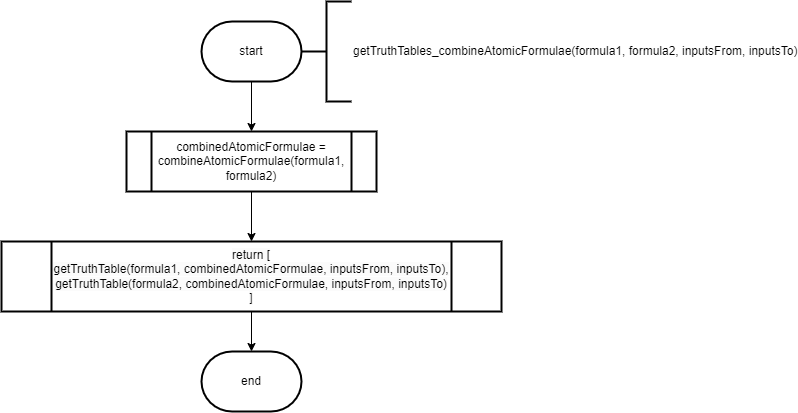 start
getTruthTables_combineAtomicFormulae(formula1, formula2, inputsFrom, inputsTo)
combinedAtomicFormulae =
combineAtomicFormulae(formula1,
formula2)
return [
getTruthTable(formula1, combinedAtomicFormulae, inputsFrom, inputsTo),
getTruthTable(formula2, combinedAtomicFormulae, inputsFrom, inputsTo)
]
end